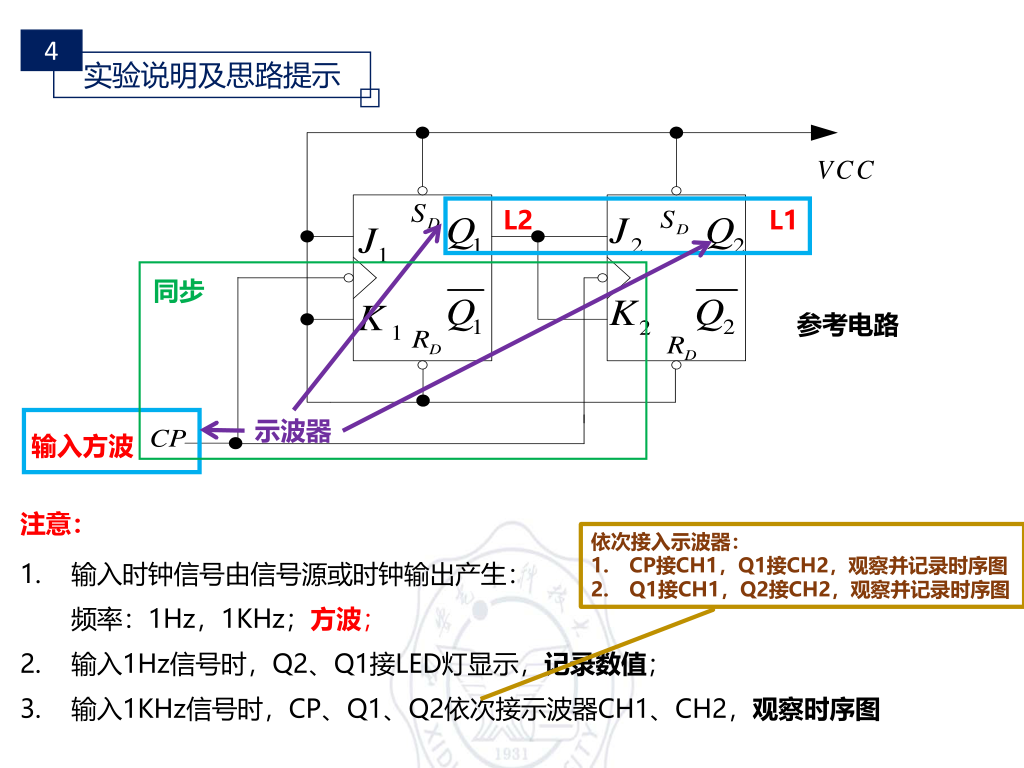 4
实验说明及思路提示
VCC
S_D
Q_1
L2
J_2
S_D
Q_2
L1
J_1
同步
K_1
\overline{Q_1}
R_D
K_2
\overline{Q_2}
R_D
参考电路
输入方波
CP
示波器
注意:
依次接入示波器:
1. CP接CH1,Q1接CH2,观察并记录时序图
2. Q1接CH1,Q2接CH2,观察并记录时序图
1. 输入时钟信号由信号源或时钟输出产生:
频率:1Hz,1KHz;方波;
2. 输入1Hz信号时,Q2、Q1接LED灯显示,记录数值;
3. 输入1KHz信号时,CP、Q1、Q2依次接示波器CH1、CH2,观察时序图
1931